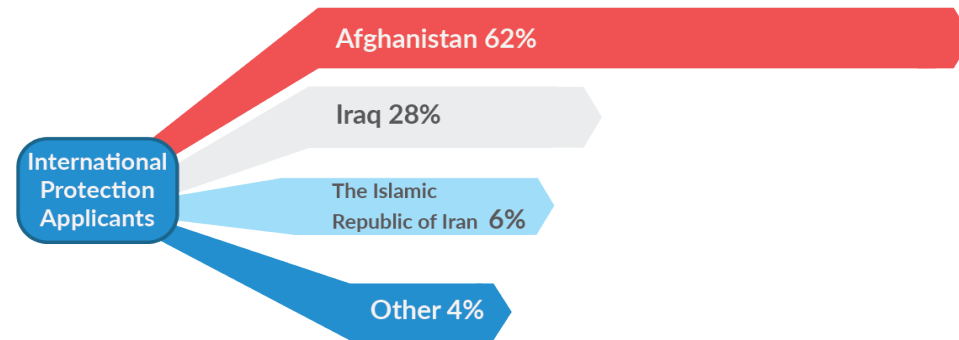 Afghanistan 62%
Iraq 28%
International
Protection
Applicants
The Islamic
Republic of Iran 6%
Other 4%